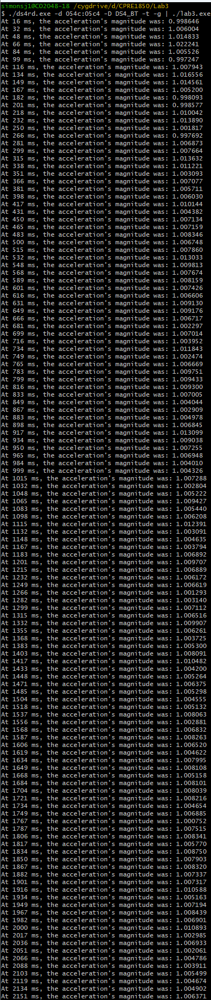 simonsj1@CO2048-18 /cygdrive/d/CPRE1850/Lab3
$ ./ds4rd.exe -d 054c:05c4 -D DS4_BT -t -g | ./lab3.exe
At 16 ms, the acceleration's magnitude was: 0.998646
At 32 ms, the acceleration's magnitude was: 1.006004
At 48 ms, the acceleration's magnitude was: 1.014833
At 66 ms, the acceleration's magnitude was: 1.022241
At 84 ms, the acceleration's magnitude was: 1.005526
At 99 ms, the acceleration's magnitude was: 0.997247
At 116 ms, the acceleration's magnitude was: 1.007943
At 134 ms, the acceleration's magnitude was: 1.016556
At 149 ms, the acceleration's magnitude was: 1.014561
At 167 ms, the acceleration's magnitude was: 1.005200
At 182 ms, the acceleration's magnitude was: 0.998093
At 201 ms, the acceleration's magnitude was: 0.998577
At 218 ms, the acceleration's magnitude was: 1.010042
At 232 ms, the acceleration's magnitude was: 1.013890
At 250 ms, the acceleration's magnitude was: 1.001817
At 266 ms, the acceleration's magnitude was: 0.997692
At 281 ms, the acceleration's magnitude was: 1.006873
At 299 ms, the acceleration's magnitude was: 1.007664
At 315 ms, the acceleration's magnitude was: 1.013632
At 338 ms, the acceleration's magnitude was: 1.011221
At 351 ms, the acceleration's magnitude was: 1.003093
At 366 ms, the acceleration's magnitude was: 1.007077
At 381 ms, the acceleration's magnitude was: 1.005711
At 398 ms, the acceleration's magnitude was: 1.006030
At 417 ms, the acceleration's magnitude was: 1.010144
At 431 ms, the acceleration's magnitude was: 1.004382
At 450 ms, the acceleration's magnitude was: 1.007134
At 465 ms, the acceleration's magnitude was: 1.007159
At 483 ms, the acceleration's magnitude was: 1.008346
At 500 ms, the acceleration's magnitude was: 1.006748
At 515 ms, the acceleration's magnitude was: 1.007860
At 532 ms, the acceleration's magnitude was: 1.013033
At 548 ms, the acceleration's magnitude was: 1.009813
At 568 ms, the acceleration's magnitude was: 1.007674
At 589 ms, the acceleration's magnitude was: 1.008159
At 601 ms, the acceleration's magnitude was: 1.007426
At 616 ms, the acceleration's magnitude was: 1.006606
At 631 ms, the acceleration's magnitude was: 1.009130
At 649 ms, the acceleration's magnitude was: 1.009176
At 666 ms, the acceleration's magnitude was: 1.006717
At 681 ms, the acceleration's magnitude was: 1.002297
At 699 ms, the acceleration's magnitude was: 1.007014
At 716 ms, the acceleration's magnitude was: 1.003952
At 734 ms, the acceleration's magnitude was: 1.011843
At 749 ms, the acceleration's magnitude was: 1.002474
At 765 ms, the acceleration's magnitude was: 1.006669
At 783 ms, the acceleration's magnitude was: 1.009751
At 799 ms, the acceleration's magnitude was: 1.009433
At 816 ms, the acceleration's magnitude was: 1.009300
At 833 ms, the acceleration's magnitude was: 1.007005
At 849 ms, the acceleration's magnitude was: 1.004044
At 867 ms, the acceleration's magnitude was: 1.002909
At 883 ms, the acceleration's magnitude was: 1.004978
At 898 ms, the acceleration's magnitude was: 1.006845
At 917 ms, the acceleration's magnitude was: 1.013099
At 934 ms, the acceleration's magnitude was: 1.009038
At 950 ms, the acceleration's magnitude was: 1.007255
At 965 ms, the acceleration's magnitude was: 1.006948
At 984 ms, the acceleration's magnitude was: 1.004010
At 999 ms, the acceleration's magnitude was: 1.004326
At 1015 ms, the acceleration's magnitude was: 1.007288
At 1032 ms, the acceleration's magnitude was: 1.002804
At 1048 ms, the acceleration's magnitude was: 1.005222
At 1065 ms, the acceleration's magnitude was: 1.009427
At 1083 ms, the acceleration's magnitude was: 1.005440
At 1098 ms, the acceleration's magnitude was: 1.006208
At 1115 ms, the acceleration's magnitude was: 1.012391
At 1132 ms, the acceleration's magnitude was: 1.003091
At 1148 ms, the acceleration's magnitude was: 1.004635
At 1167 ms, the acceleration's magnitude was: 1.003794
At 1183 ms, the acceleration's magnitude was: 1.006892
At 1201 ms, the acceleration's magnitude was: 1.009707
At 1215 ms, the acceleration's magnitude was: 1.006889
At 1232 ms, the acceleration's magnitude was: 1.006172
At 1249 ms, the acceleration's magnitude was: 1.006619
At 1266 ms, the acceleration's magnitude was: 1.001293
At 1282 ms, the acceleration's magnitude was: 1.003140
At 1299 ms, the acceleration's magnitude was: 1.007112
At 1315 ms, the acceleration's magnitude was: 1.006516
At 1332 ms, the acceleration's magnitude was: 1.009907
At 1355 ms, the acceleration's magnitude was: 1.006261
At 1368 ms, the acceleration's magnitude was: 1.003725
At 1383 ms, the acceleration's magnitude was: 1.005300
At 1403 ms, the acceleration's magnitude was: 1.008091
At 1417 ms, the acceleration's magnitude was: 1.010482
At 1433 ms, the acceleration's magnitude was: 1.004200
At 1448 ms, the acceleration's magnitude was: 1.005264
At 1471 ms, the acceleration's magnitude was: 1.006375
At 1485 ms, the acceleration's magnitude was: 1.005298
At 1504 ms, the acceleration's magnitude was: 1.004555
At 1518 ms, the acceleration's magnitude was: 1.005132
At 1537 ms, the acceleration's magnitude was: 1.008063
At 1556 ms, the acceleration's magnitude was: 1.002881
At 1568 ms, the acceleration's magnitude was: 1.006832
At 1587 ms, the acceleration's magnitude was: 1.008263
At 1606 ms, the acceleration's magnitude was: 1.006520
At 1619 ms, the acceleration's magnitude was: 1.004622
At 1634 ms, the acceleration's magnitude was: 1.007995
At 1649 ms, the acceleration's magnitude was: 1.008108
At 1668 ms, the acceleration's magnitude was: 1.005158
At 1684 ms, the acceleration's magnitude was: 1.008101
At 1704 ms, the acceleration's magnitude was: 1.008039
At 1721 ms, the acceleration's magnitude was: 1.008216
At 1734 ms, the acceleration's magnitude was: 1.004654
At 1749 ms, the acceleration's magnitude was: 1.006885
At 1767 ms, the acceleration's magnitude was: 1.000752
At 1787 ms, the acceleration's magnitude was: 1.007515
At 1806 ms, the acceleration's magnitude was: 1.008341
At 1817 ms, the acceleration's magnitude was: 1.005770
At 1834 ms, the acceleration's magnitude was: 1.008750
At 1850 ms, the acceleration's magnitude was: 1.007903
At 1867 ms, the acceleration's magnitude was: 1.008320
At 1882 ms, the acceleration's magnitude was: 1.007337
At 1901 ms, the acceleration's magnitude was: 1.007317
At 1916 ms, the acceleration's magnitude was: 1.010588
At 1934 ms, the acceleration's magnitude was: 1.005163
At 1949 ms, the acceleration's magnitude was: 1.007194
At 1967 ms, the acceleration's magnitude was: 1.008439
At 1982 ms, the acceleration's magnitude was: 1.006901
At 2000 ms, the acceleration's magnitude was: 1.010893
At 2017 ms, the acceleration's magnitude was: 1.002985
At 2036 ms, the acceleration's magnitude was: 1.006933
At 2051 ms, the acceleration's magnitude was: 1.002061
At 2066 ms, the acceleration's magnitude was: 1.004786
At 2088 ms, the acceleration's magnitude was: 1.003911
At 2103 ms, the acceleration's magnitude was: 1.005499
At 2119 ms, the acceleration's magnitude was: 1.004674
At 2134 ms, the acceleration's magnitude was: 1.004902
At 2151 ms, the acceleration's magnitude was: 1.006371